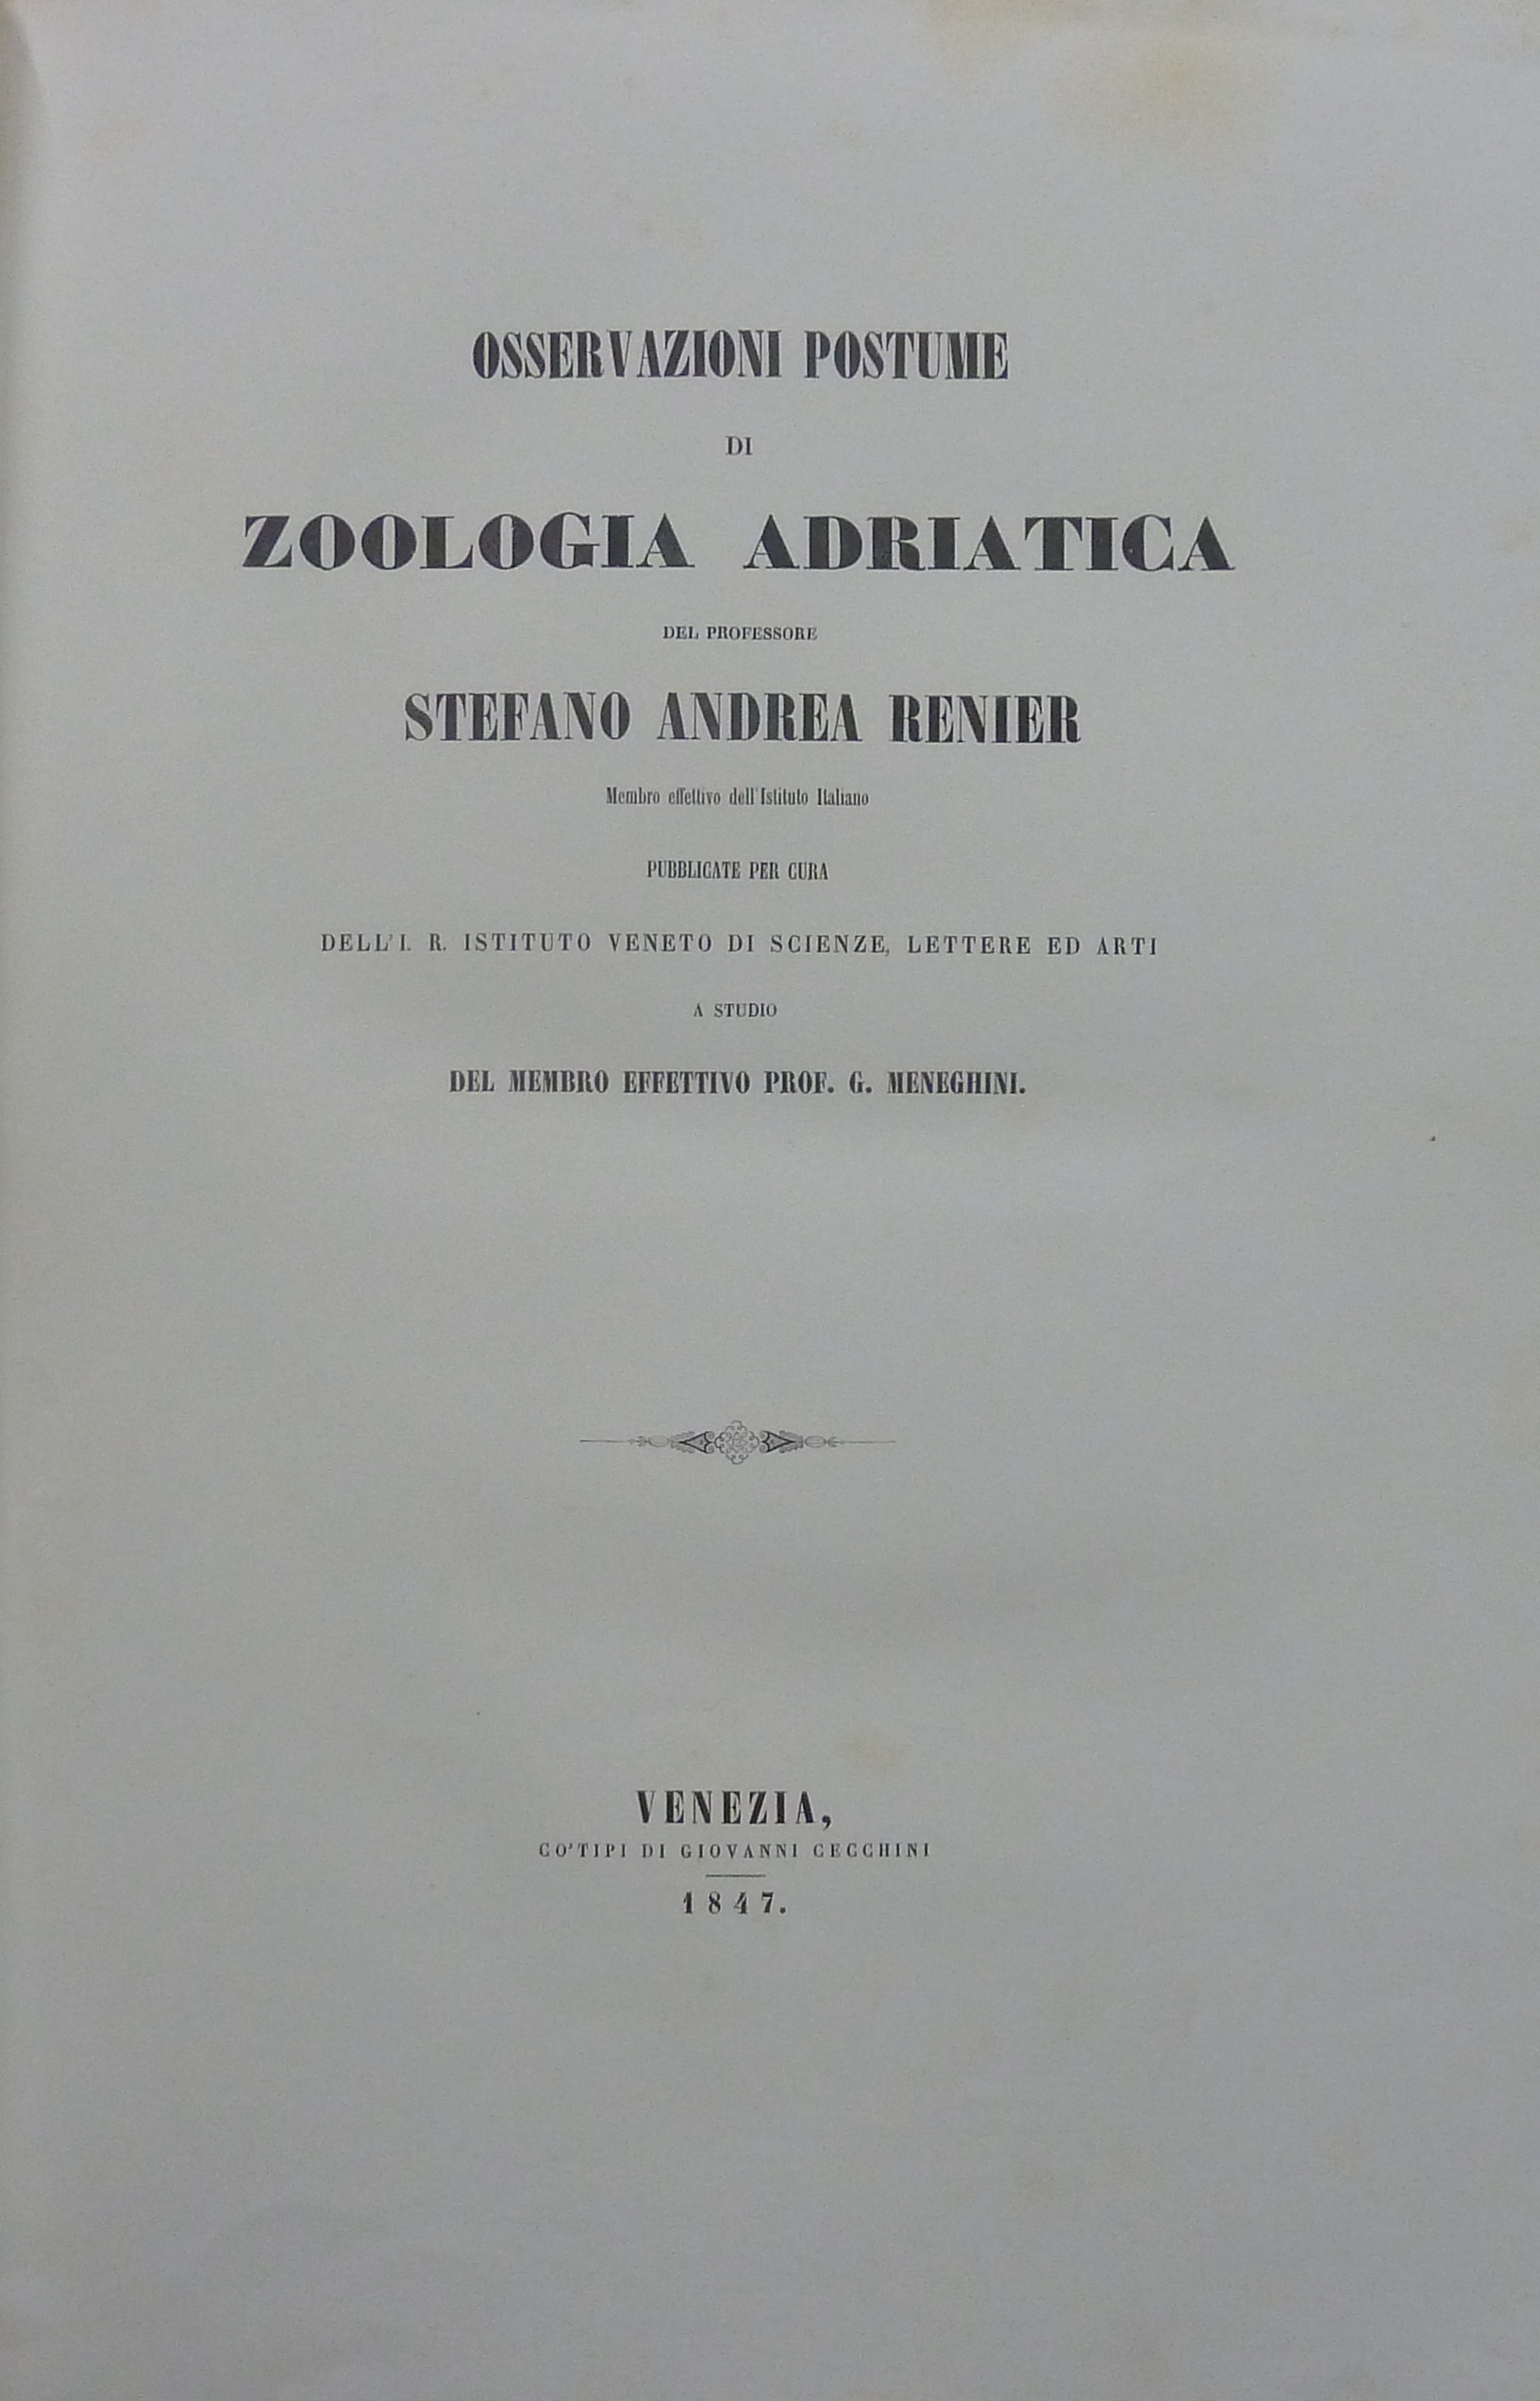 OSSERVAZIONI POSTUME
DI
ZOOLOGIA ADRIATICA
DEL PROFESSORE
STEFANO ANDREA RENIER
Membro effettivo dell'Istituto Italiano
PUBBLICATE PER CURA
DELL'I. R. ISTITUTO VENETO DI SCIENZE, LETTERE ED ARTI
A STUDIO
DEL MEMBRO EFFETTIVO PROF. G. MENEGHINI.
VENEZIA,
CO'TIPI DI GIOVANNI CECCHINI
1847.